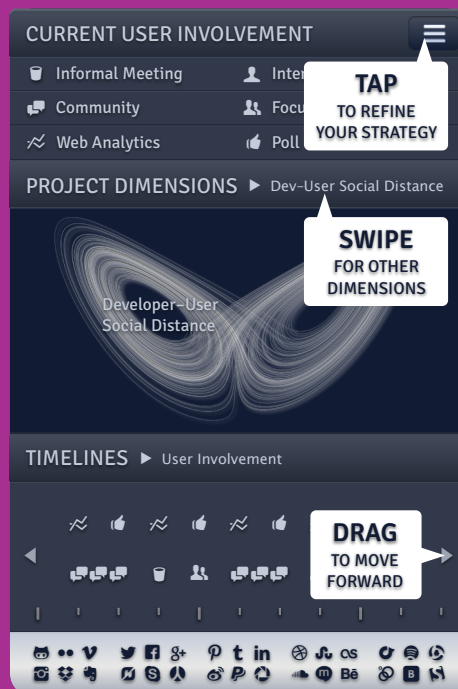 CURRENT USER INVOLVEMENT
Informal Meeting
Community
Focu
Web Analytics
Poll
TAP
TO REFINE
YOUR STRATEGY
PROJECT DIMENSIONS ▶ Dev-User Social Distance
SWIPE
FOR OTHER
DIMENSIONS
Developer-User
Social Distance
TIMELINES ▶ User Involvement
DRAG
TO MOVE
FORWARD